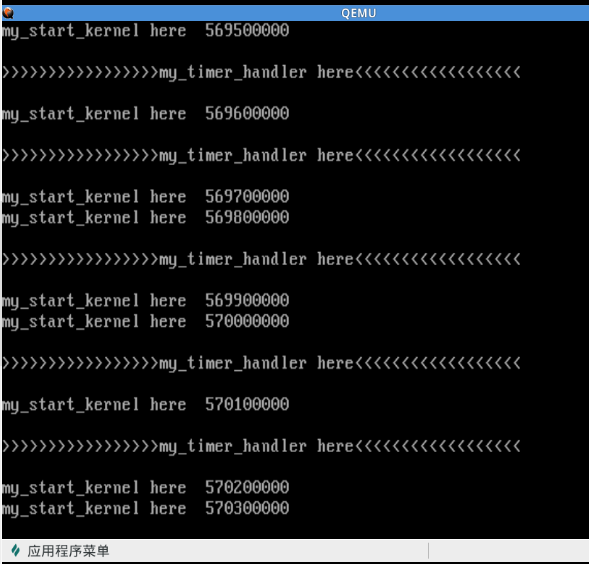 QEMU
my_start_kernel here  569500000
>>>>>>>>>>>>>>>>>my_timer_handler here<<<<<<<<<<<<<<<<<<
my_start_kernel here  569600000
>>>>>>>>>>>>>>>>>my_timer_handler here<<<<<<<<<<<<<<<<<<
my_start_kernel here  569700000
my_start_kernel here  569800000
>>>>>>>>>>>>>>>>>my_timer_handler here<<<<<<<<<<<<<<<<<<
my_start_kernel here  569900000
my_start_kernel here  570000000
>>>>>>>>>>>>>>>>>my_timer_handler here<<<<<<<<<<<<<<<<<<
my_start_kernel here  570100000
>>>>>>>>>>>>>>>>>my_timer_handler here<<<<<<<<<<<<<<<<<<
my_start_kernel here  570200000
my_start_kernel here  570300000
应用程序菜单